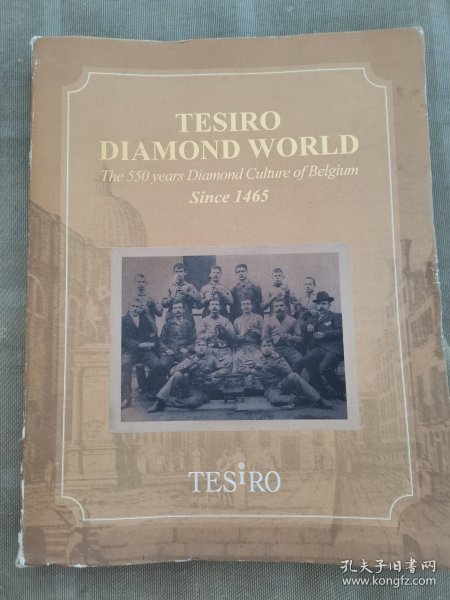 TESIRO
DIAMOND WORLD
The 550 years Diamond Culture of Belgium
Since 1465
TESiRO
孔夫子旧书网
www.kongfz.com